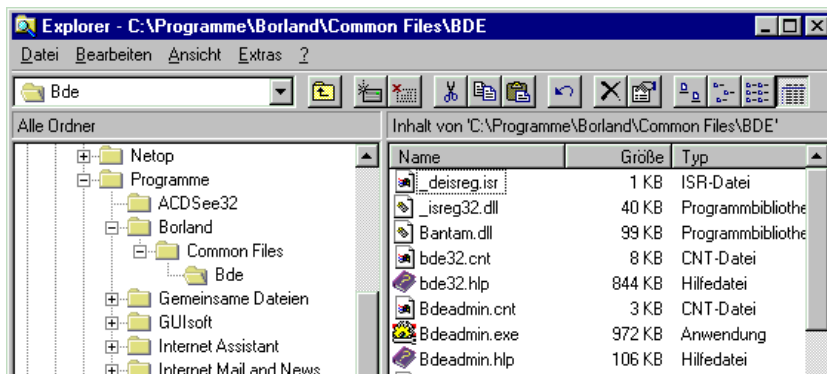 Explorer - C:\Programme\Borland\Common Files\BDE
Datei Bearbeiten Ansicht Extras ?
Bde
Alle Ordner
Inhalt von 'C:\Programme\Borland\Common Files\BDE'
Netop
Programme
ACDSee32
Borland
Common Files
Bde
Gemeinsame Dateien
GUIsoft
Internet Assistant
Internet Mail and News
Name Größe Typ
_deisreg.isr 1 KB ISR-Datei
_isreg32.dll 40 KB Programmbibliothe
Bantam.dll 99 KB Programmbibliothe
bde32.cnt 8 KB CNT-Datei
bde32.hlp 844 KB Hilfedatei
Bdeadmin.cnt 3 KB CNT-Datei
Bdeadmin.exe 972 KB Anwendung
Bdeadmin.hlp 106 KB Hilfedatei